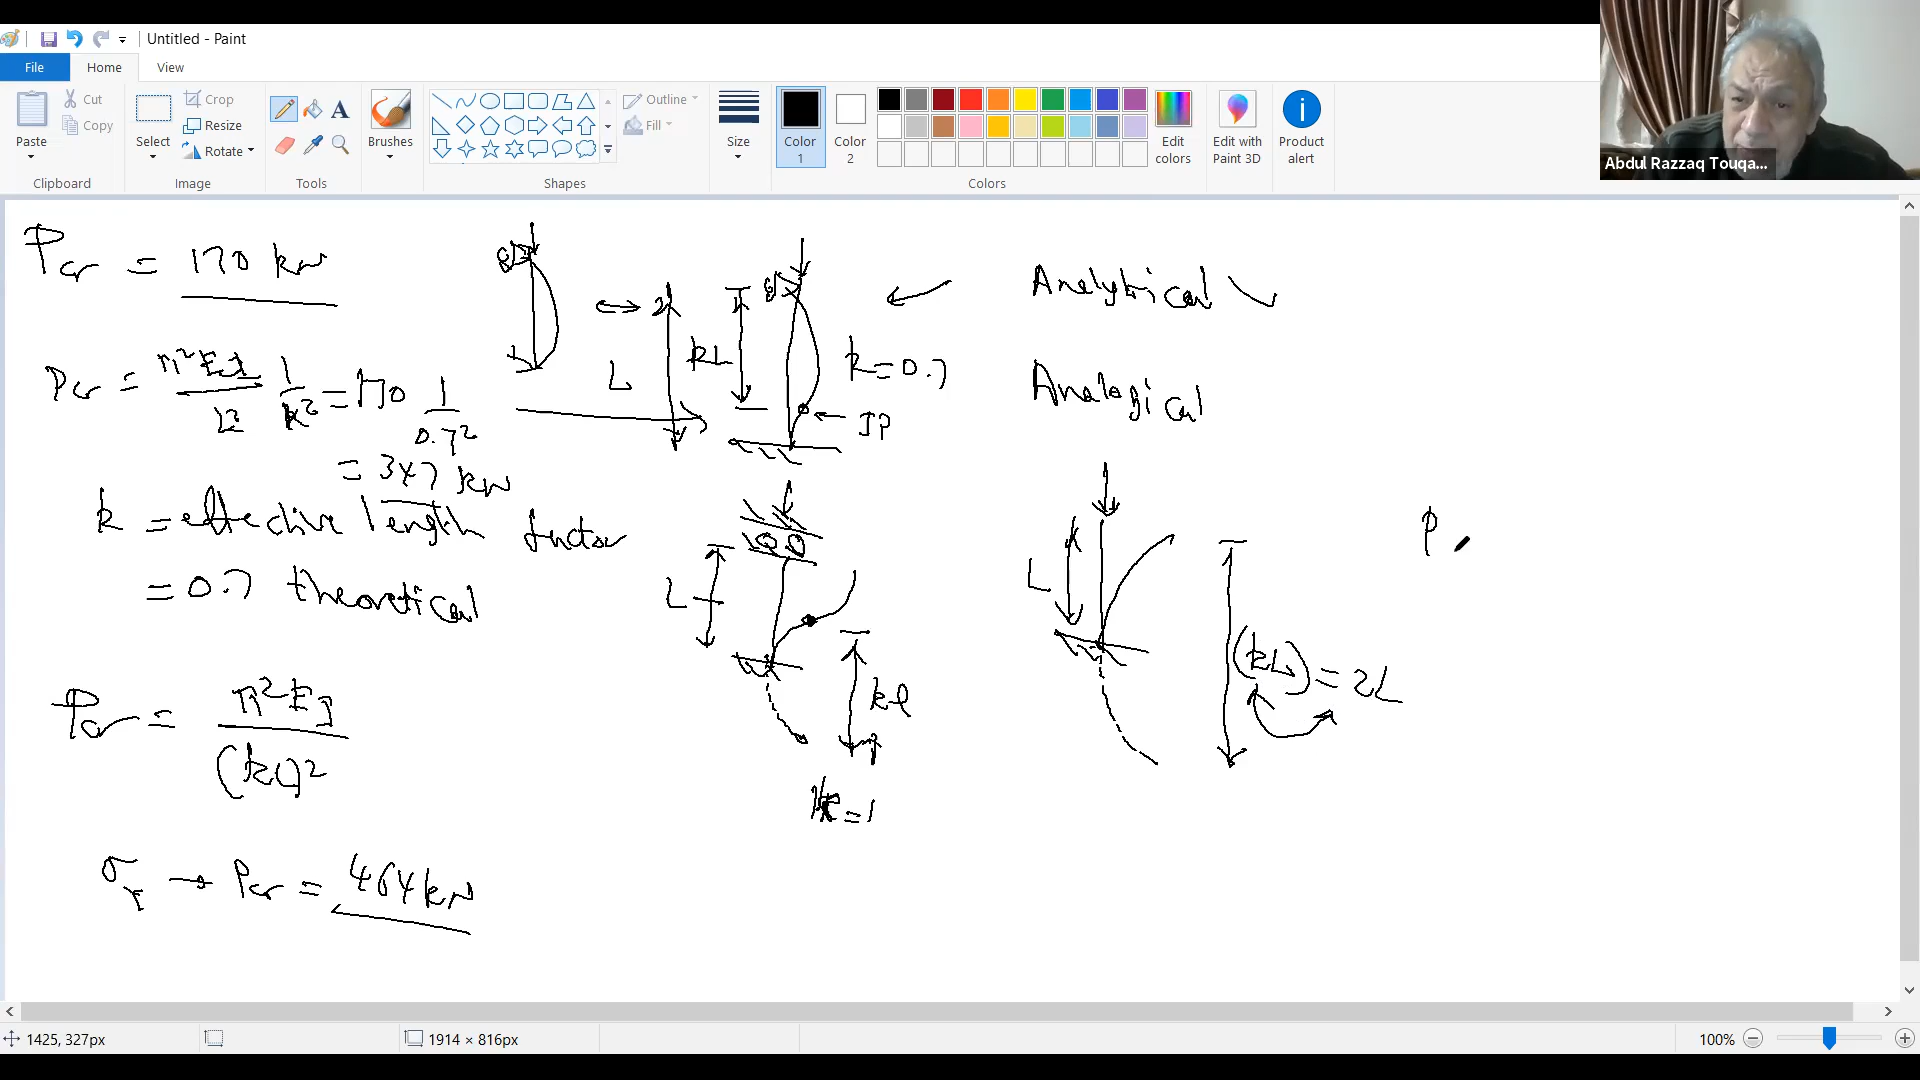 Untitled - Paint
File Home View
Paste
Cut
Copy
Clipboard
Select
Crop
Resize
Rotate
Image
Tools
Brushes
Outline
Fill
Shapes
Size
Color 1
Color 2
Edit colors
Colors
Edit with Paint 3D
Product alert
Abdul Razzaq Touqa...
Pcr = 170 kN
Pcr = π²EI/L² 1/k² = 170 1/0.7²
= 347 kN
k = effective length factor
= 0.7 theoretical
Pcr = π²EI/(kL)²
σY → Pcr = 464 kN
L
kL
k = 0.7
IP
Analytical
Analogical
L
kl
k = 1
L
(kL) = 2L
P
1425, 327px
1914 × 816px
100%